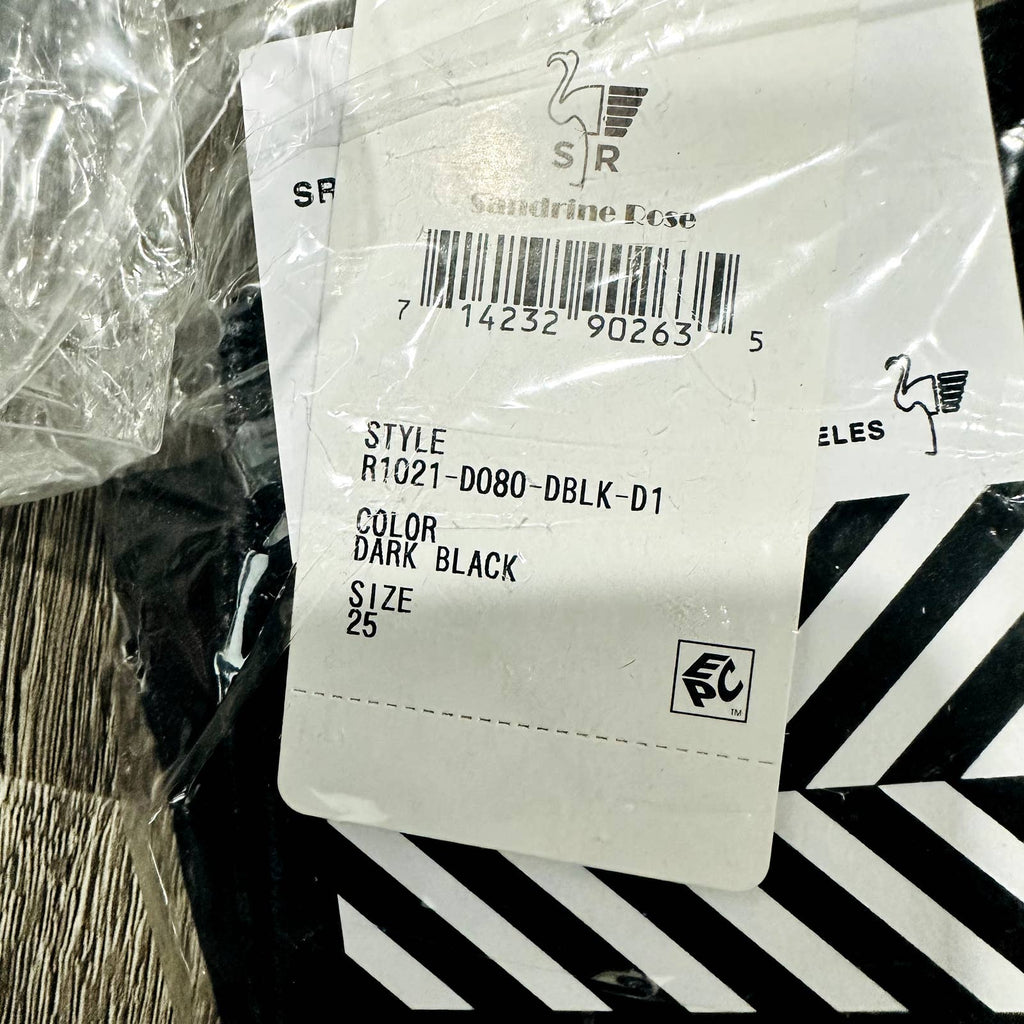 S R
Sandrine Rose
7 14232 90263 5
STYLE
R1021-D080-DBLK-D1
COLOR
DARK BLACK
SIZE
25
EPC
TM
SR
ELES